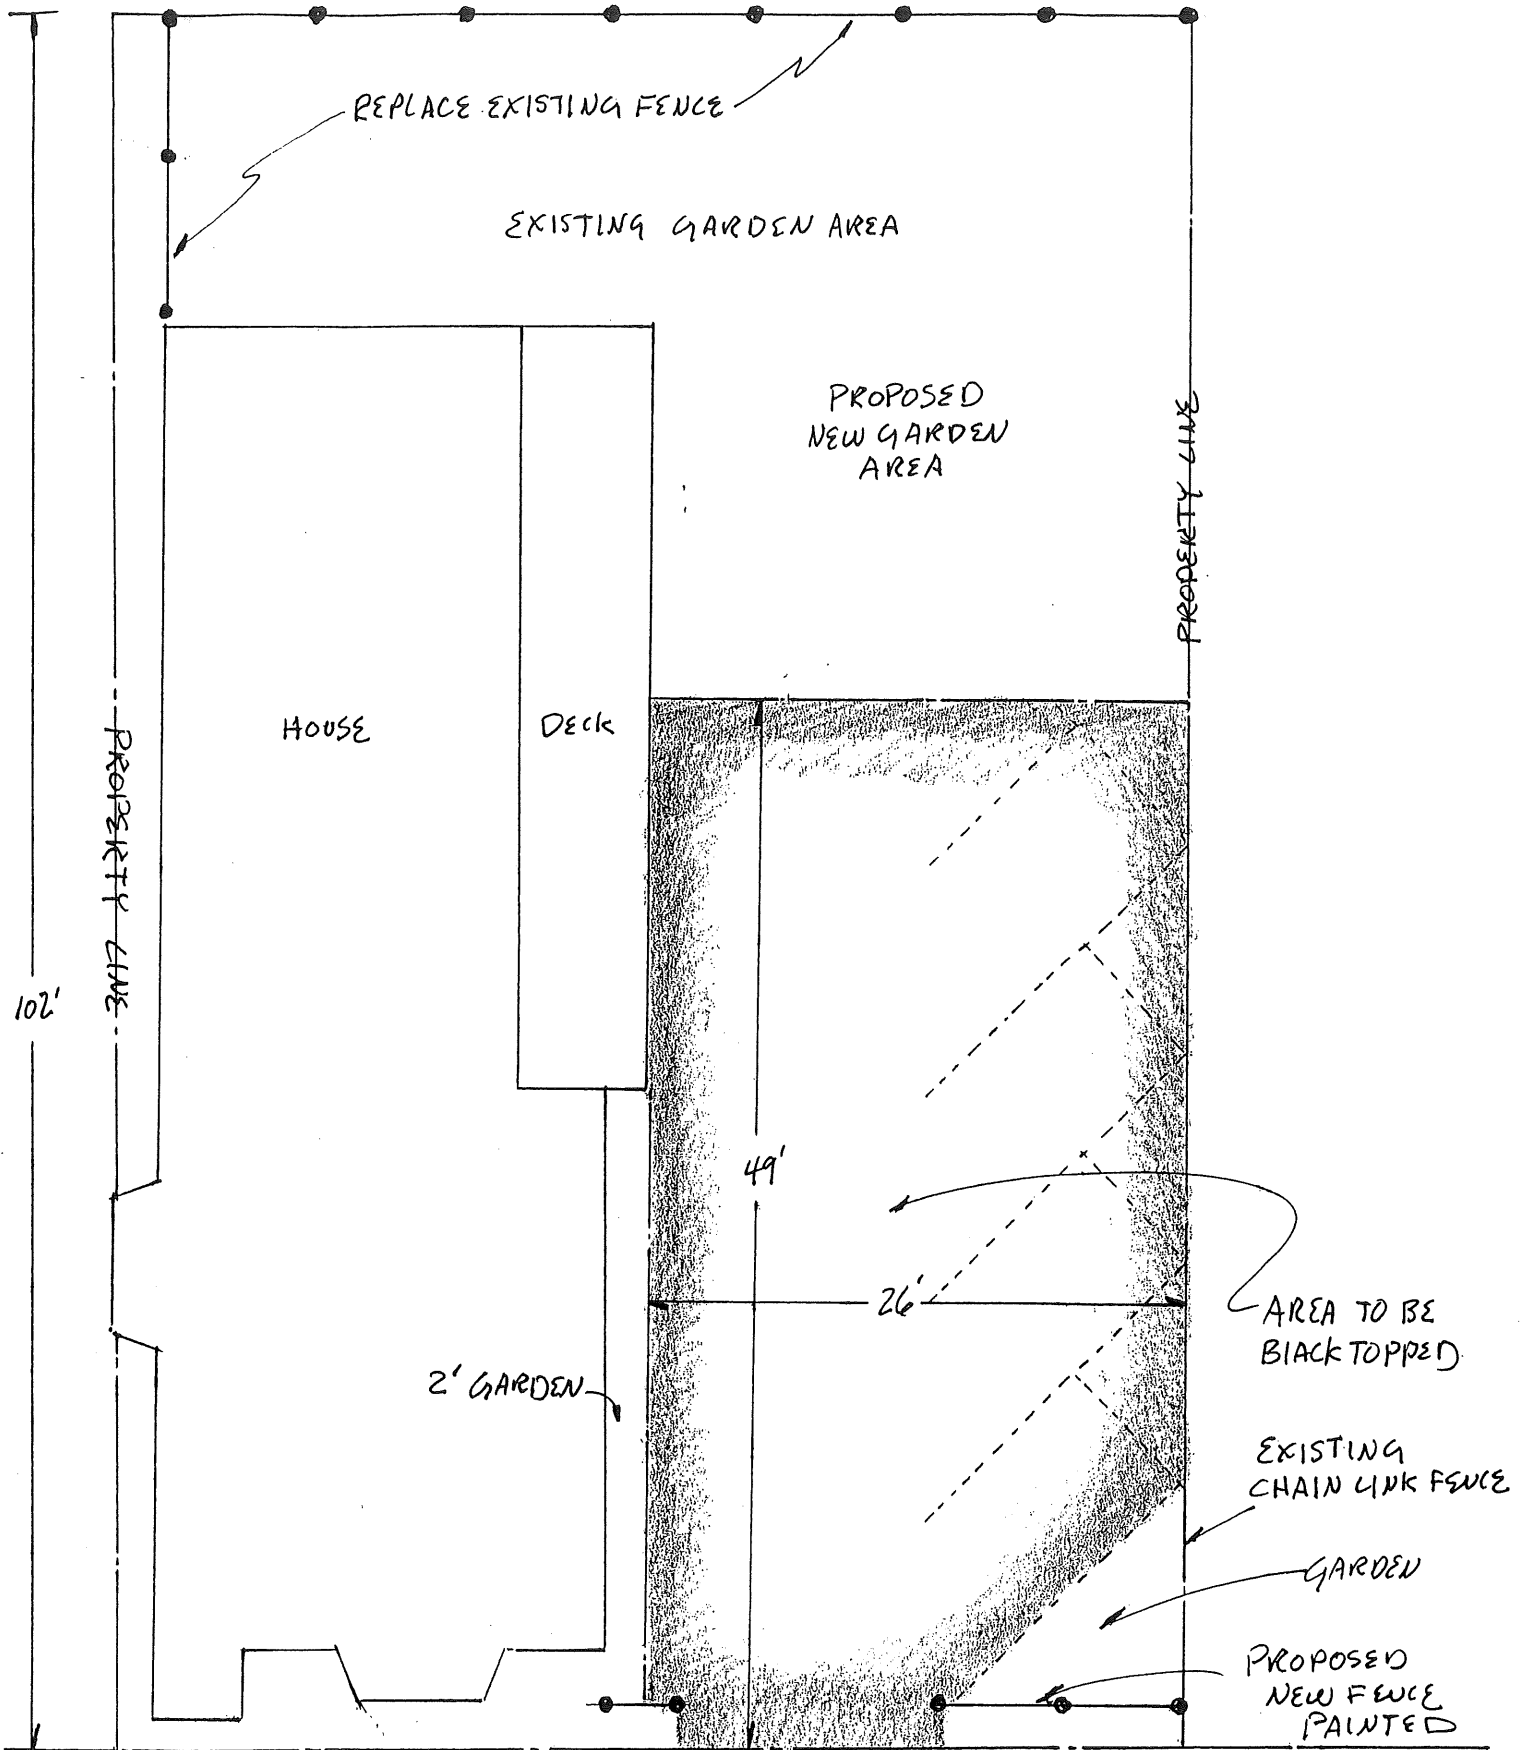 REPLACE EXISTING FENCE
EXISTING GARDEN AREA
PROPOSED
NEW GARDEN
AREA
PROPERTY LINE
HOUSE
DECK
PROPERTY LINE
102'
49'
26'
AREA TO BE
BLACKTOPPED
2' GARDEN
EXISTING
CHAIN LINK FENCE
GARDEN
PROPOSED
NEW FENCE
PAINTED